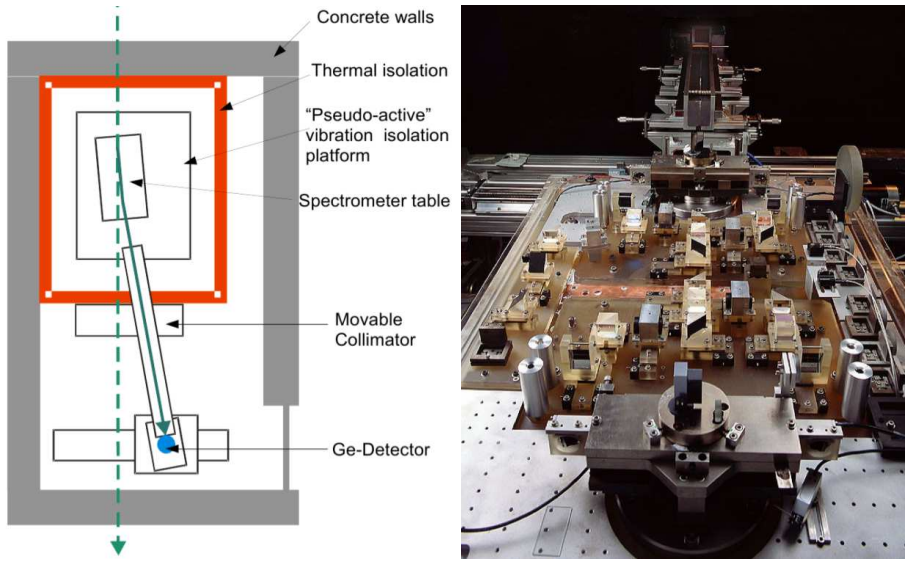 Concrete walls
Thermal isolation
“Pseudo-active”
vibration isolation
platform
Spectrometer table
Movable
Collimator
Ge-Detector